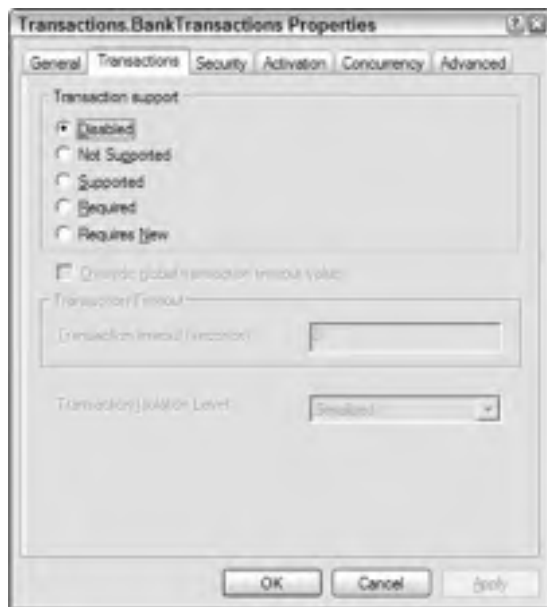 Transactions.BankTransactions Properties
General Transactions Security Activation Concurrency Advanced
Transaction support
Disabled
Not Supported
Supported
Required
Requires New
Override global transaction timeout value
Transaction Timeout
Transaction timeout (seconds):
Transaction Isolation Level:
Serialized
OK Cancel Apply